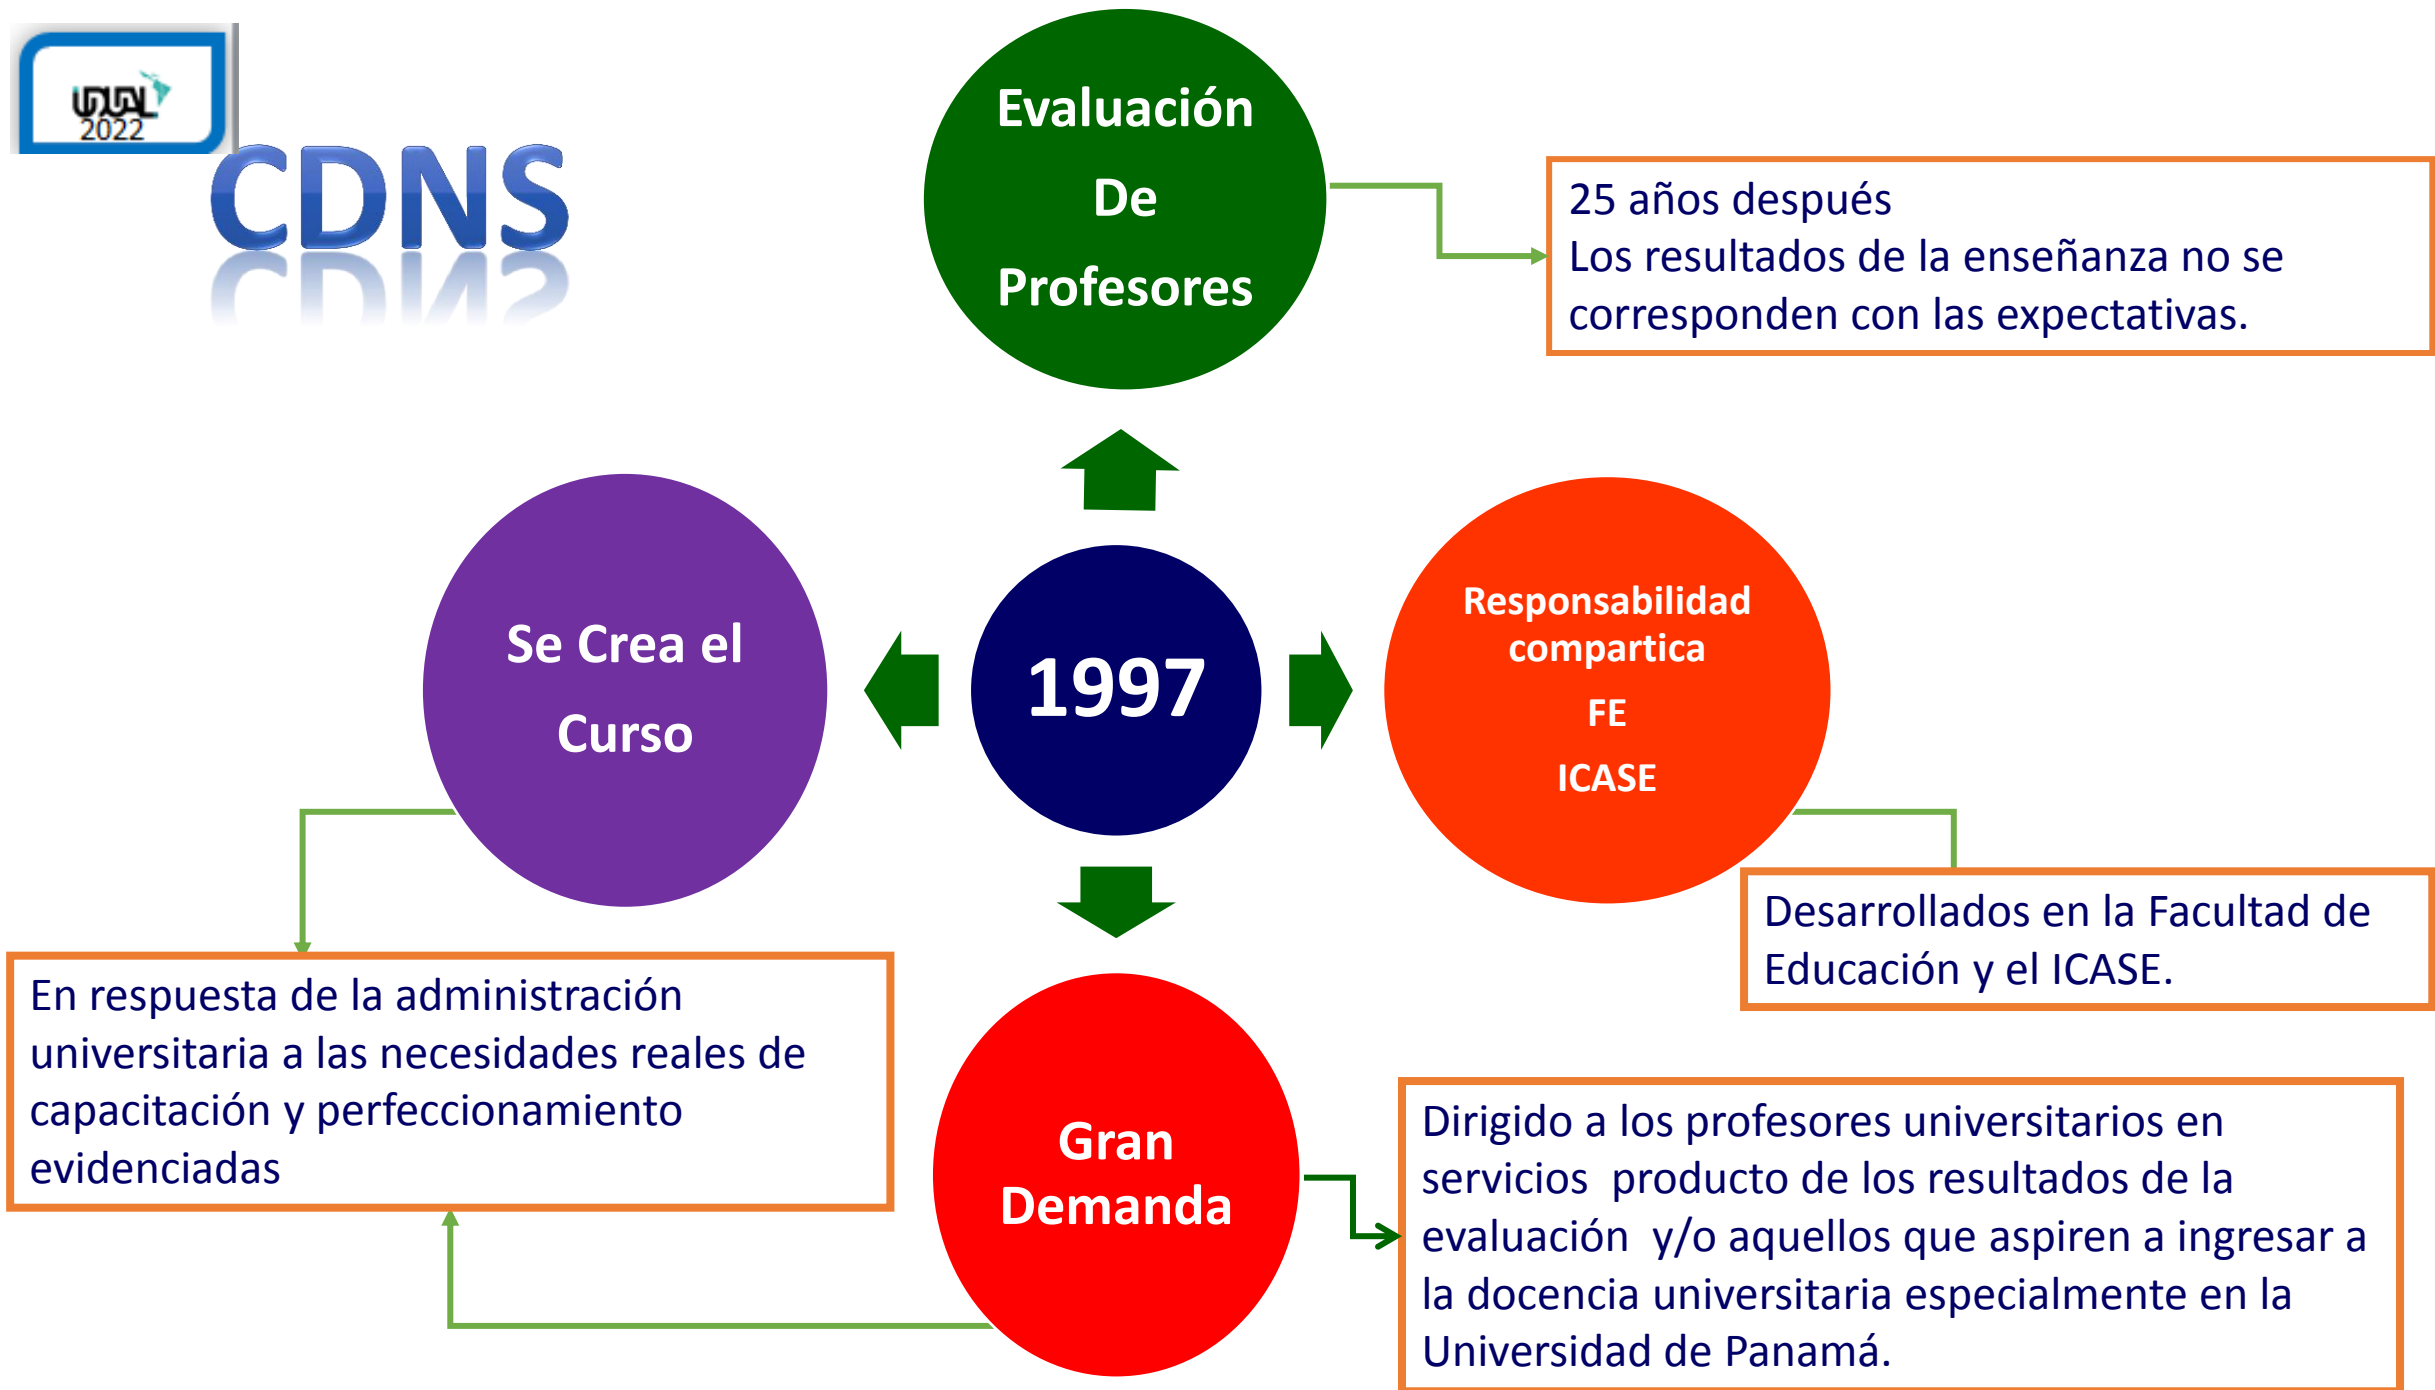 UDUAL
2022
CDNS
Evaluación
De
Profesores
25 años después
Los resultados de la enseñanza no se
corresponden con las expectativas.
Se Crea el
Curso
1997
Responsabilidad
compartica
FE
ICASE
Desarrollados en la Facultad de
Educación y el ICASE.
En respuesta de la administración
universitaria a las necesidades reales de
capacitación y perfeccionamiento
evidenciadas
Gran
Demanda
Dirigido a los profesores universitarios en
servicios producto de los resultados de la
evaluación y/o aquellos que aspiren a ingresar a
la docencia universitaria especialmente en la
Universidad de Panamá.